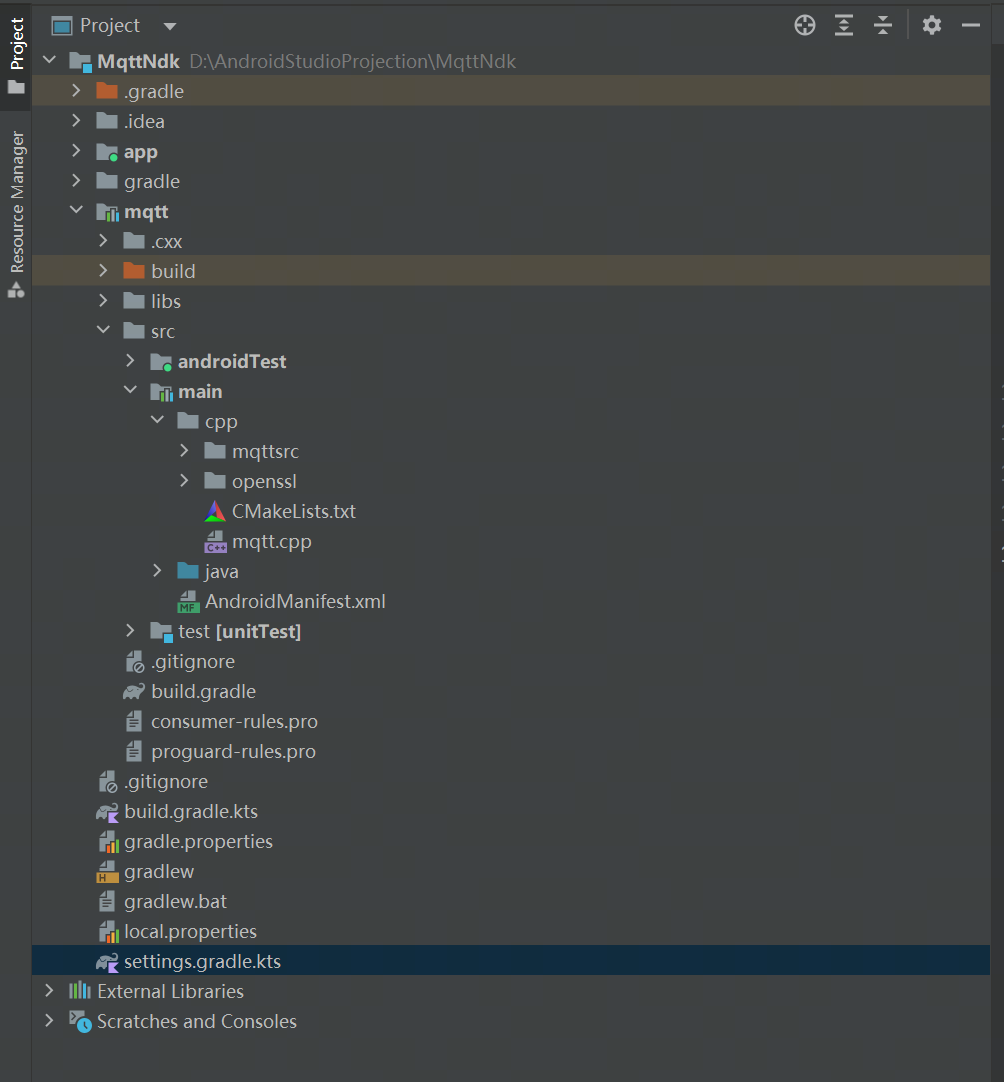 Project
Project
Resource Manager
MqttNdk D:\AndroidStudioProjection\MqttNdk
.gradle
.idea
app
gradle
mqtt
.cxx
build
libs
src
androidTest
main
cpp
mqttsrc
openssl
CMakeLists.txt
C++ mqtt.cpp
java
MF AndroidManifest.xml
test [unitTest]
.gitignore
build.gradle
consumer-rules.pro
proguard-rules.pro
.gitignore
build.gradle.kts
gradle.properties
H gradlew
gradlew.bat
local.properties
settings.gradle.kts
External Libraries
Scratches and Consoles